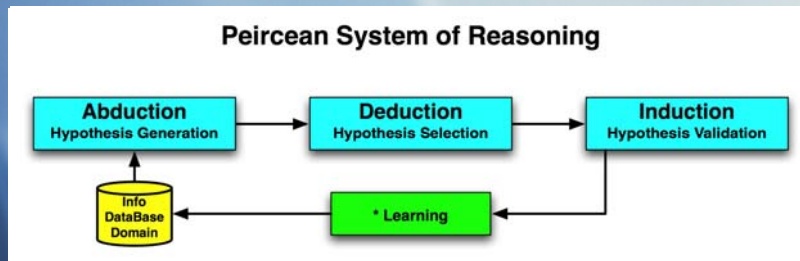 Peircean System of Reasoning
Abduction
Hypothesis Generation
Deduction
Hypothesis Selection
Induction
Hypothesis Validation
Info
DataBase
Domain
* Learning